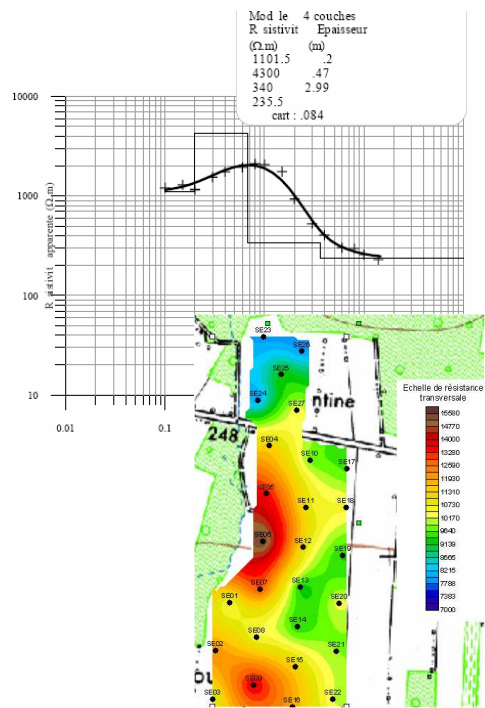 Mod le 4 couches
R sistivit Epaisseur
(Ω.m) (m)
1101.5 .2
4300 .47
340 2.99
235.5
cart : .084
10000
1000
100
10
R sistivit apparente (Ω.m)
0.01
0.1
SE23
SE26
SE25
SE24
SE27
ntine
248
SE04
SE10
SE17
SE05
SE11
SE18
SE06
SE12
SE19
SE07
SE13
SE01
SE20
SE14
SE08
SE02
SE21
SE15
SE09
SE03
SE22
SE16
Echelle de résistance
transversale
15580
14770
14000
13280
12590
11930
11310
10730
10170
9640
9139
8665
8215
7788
7383
7000